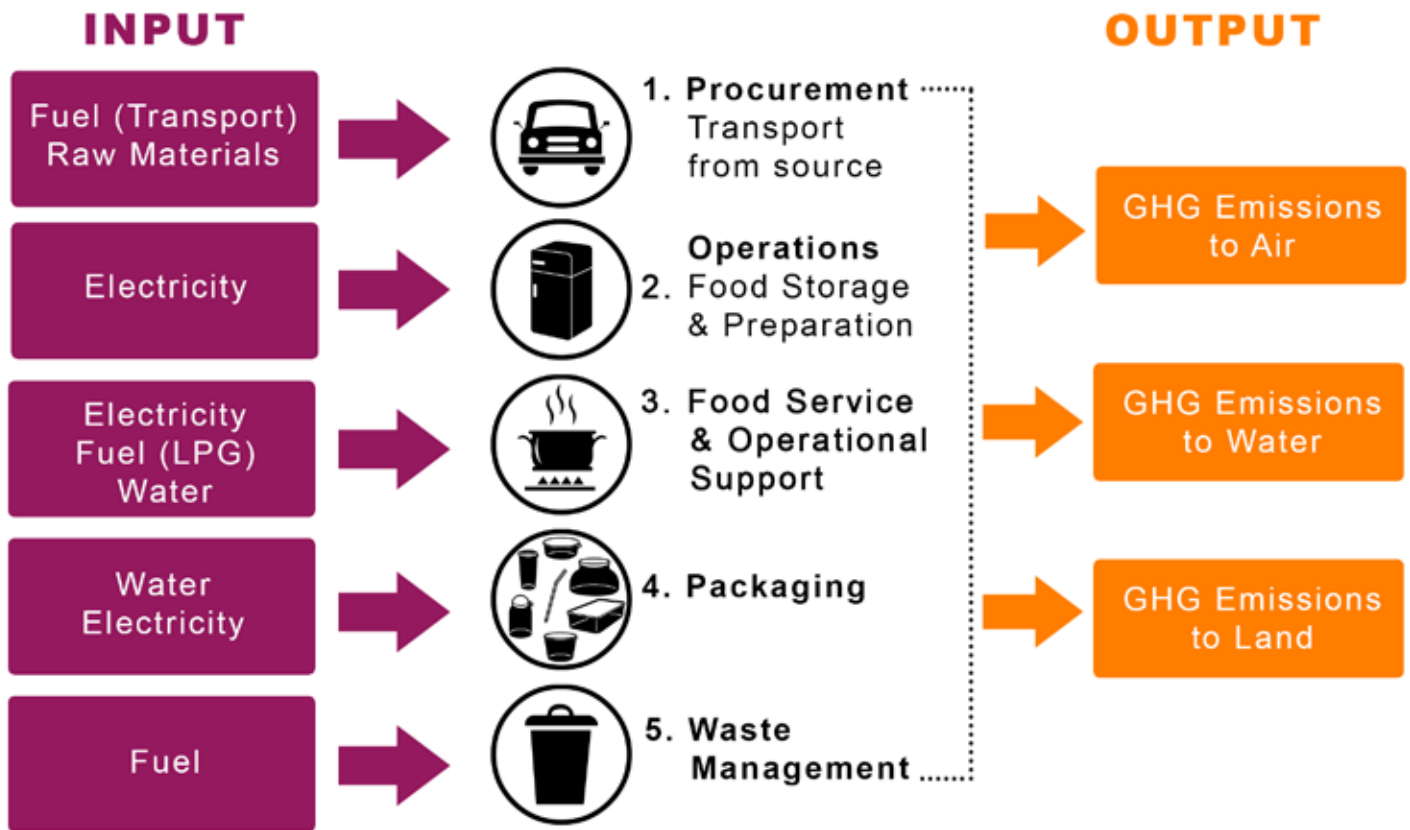 INPUT
OUTPUT
Fuel (Transport)
Raw Materials
1. Procurement
Transport
from source
Electricity
Operations
2. Food Storage
& Preparation
Electricity
Fuel (LPG)
Water
3. Food Service
& Operational
Support
Water
Electricity
4. Packaging
Fuel
5. Waste
Management
GHG Emissions
to Air
GHG Emissions
to Water
GHG Emissions
to Land